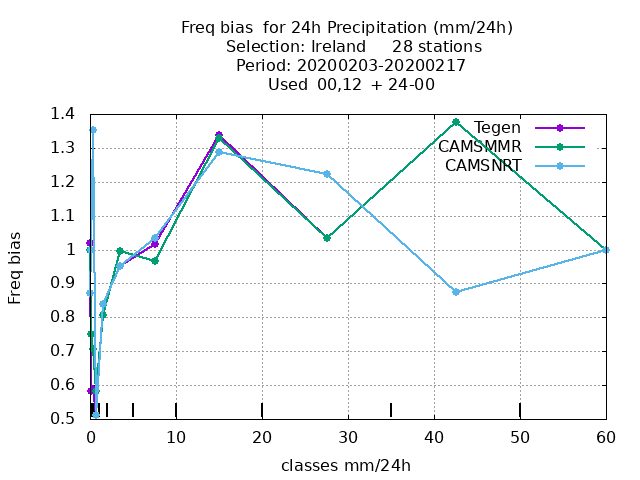 Freq bias  for 24h Precipitation (mm/24h)
Selection: Ireland     28 stations
Period: 20200203-20200217
Used  00,12  + 24-00
Tegen
CAMSMMR
CAMSNRT
Freq bias
1.4
1.3
1.2
1.1
1
0.9
0.8
0.7
0.6
0.5
0 10 20 30 40 50 60
classes mm/24h